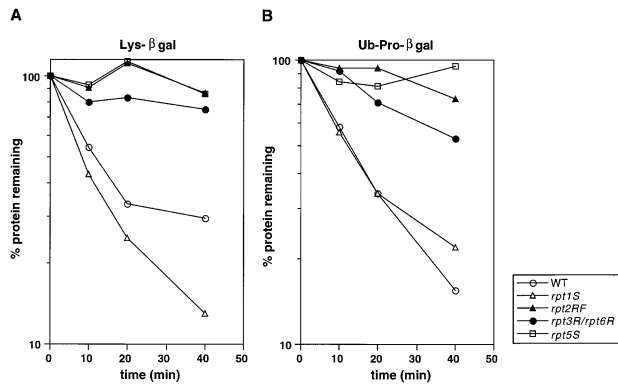 A
Lys-βgal
% protein remaining
100
10
0 10 20 30 40 50
time (min)
B
Ub-Pro-βgal
% protein remaining
100
10
0 10 20 30 40 50
time (min)
WT
rpt1S
rpt2RF
rpt3R/rpt6R
rpt5S